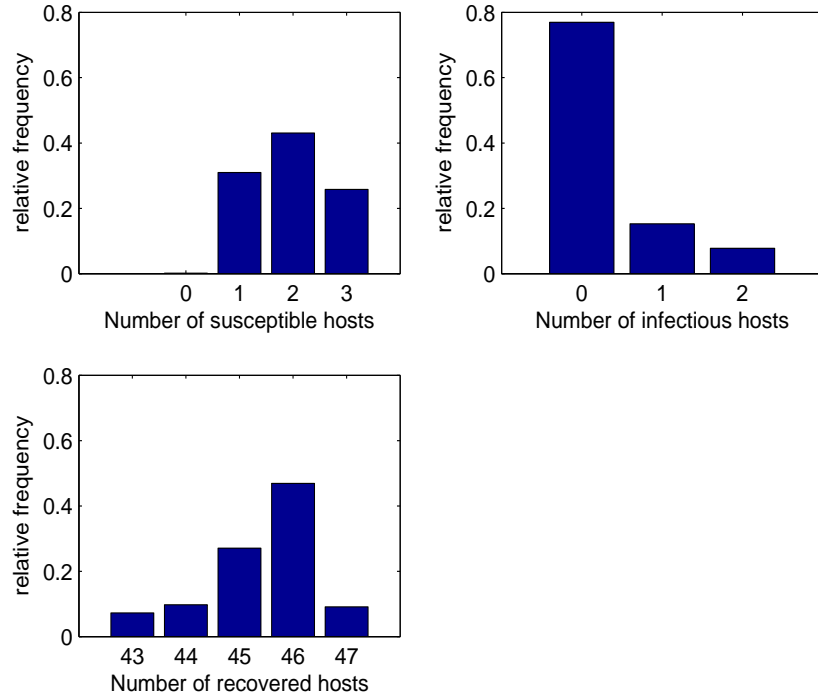 0.8
0.6
0.4
0.2
0
relative frequency
0 1 2 3
Number of susceptible hosts
0.8
0.6
0.4
0.2
0
relative frequency
0 1 2
Number of infectious hosts
0.8
0.6
0.4
0.2
0
relative frequency
43 44 45 46 47
Number of recovered hosts